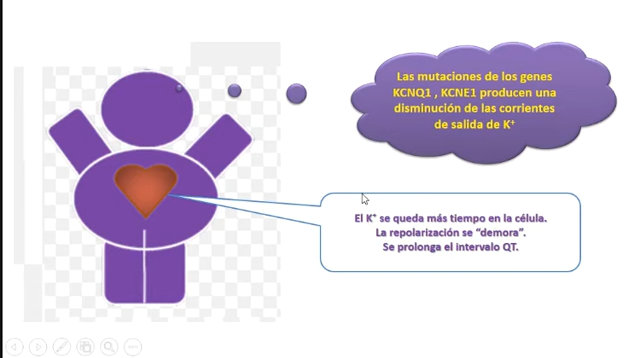 Las mutaciones de los genes
KCNQ1 , KCNE1 producen una
disminución de las corrientes
de salida de K⁺
El K⁺ se queda más tiempo en la célula.
La repolarización se “demora”.
Se prolonga el intervalo QT.